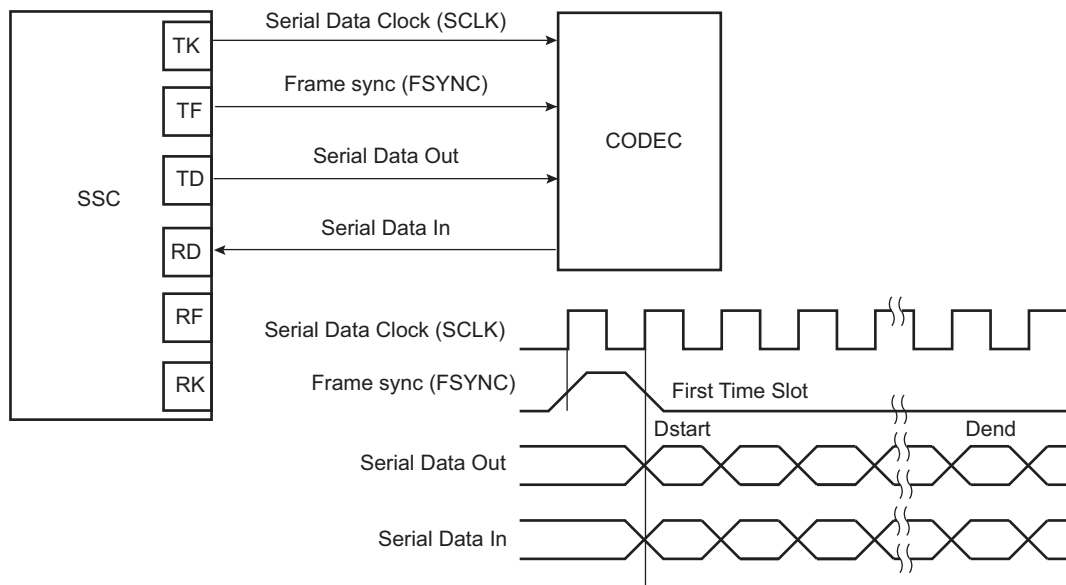 Serial Data Clock (SCLK)
TK
Frame sync (FSYNC)
TF
CODEC
Serial Data Out
TD
SSC
Serial Data In
RD
RF
Serial Data Clock (SCLK)
RK
Frame sync (FSYNC)
First Time Slot
Dstart
Dend
Serial Data Out
Serial Data In